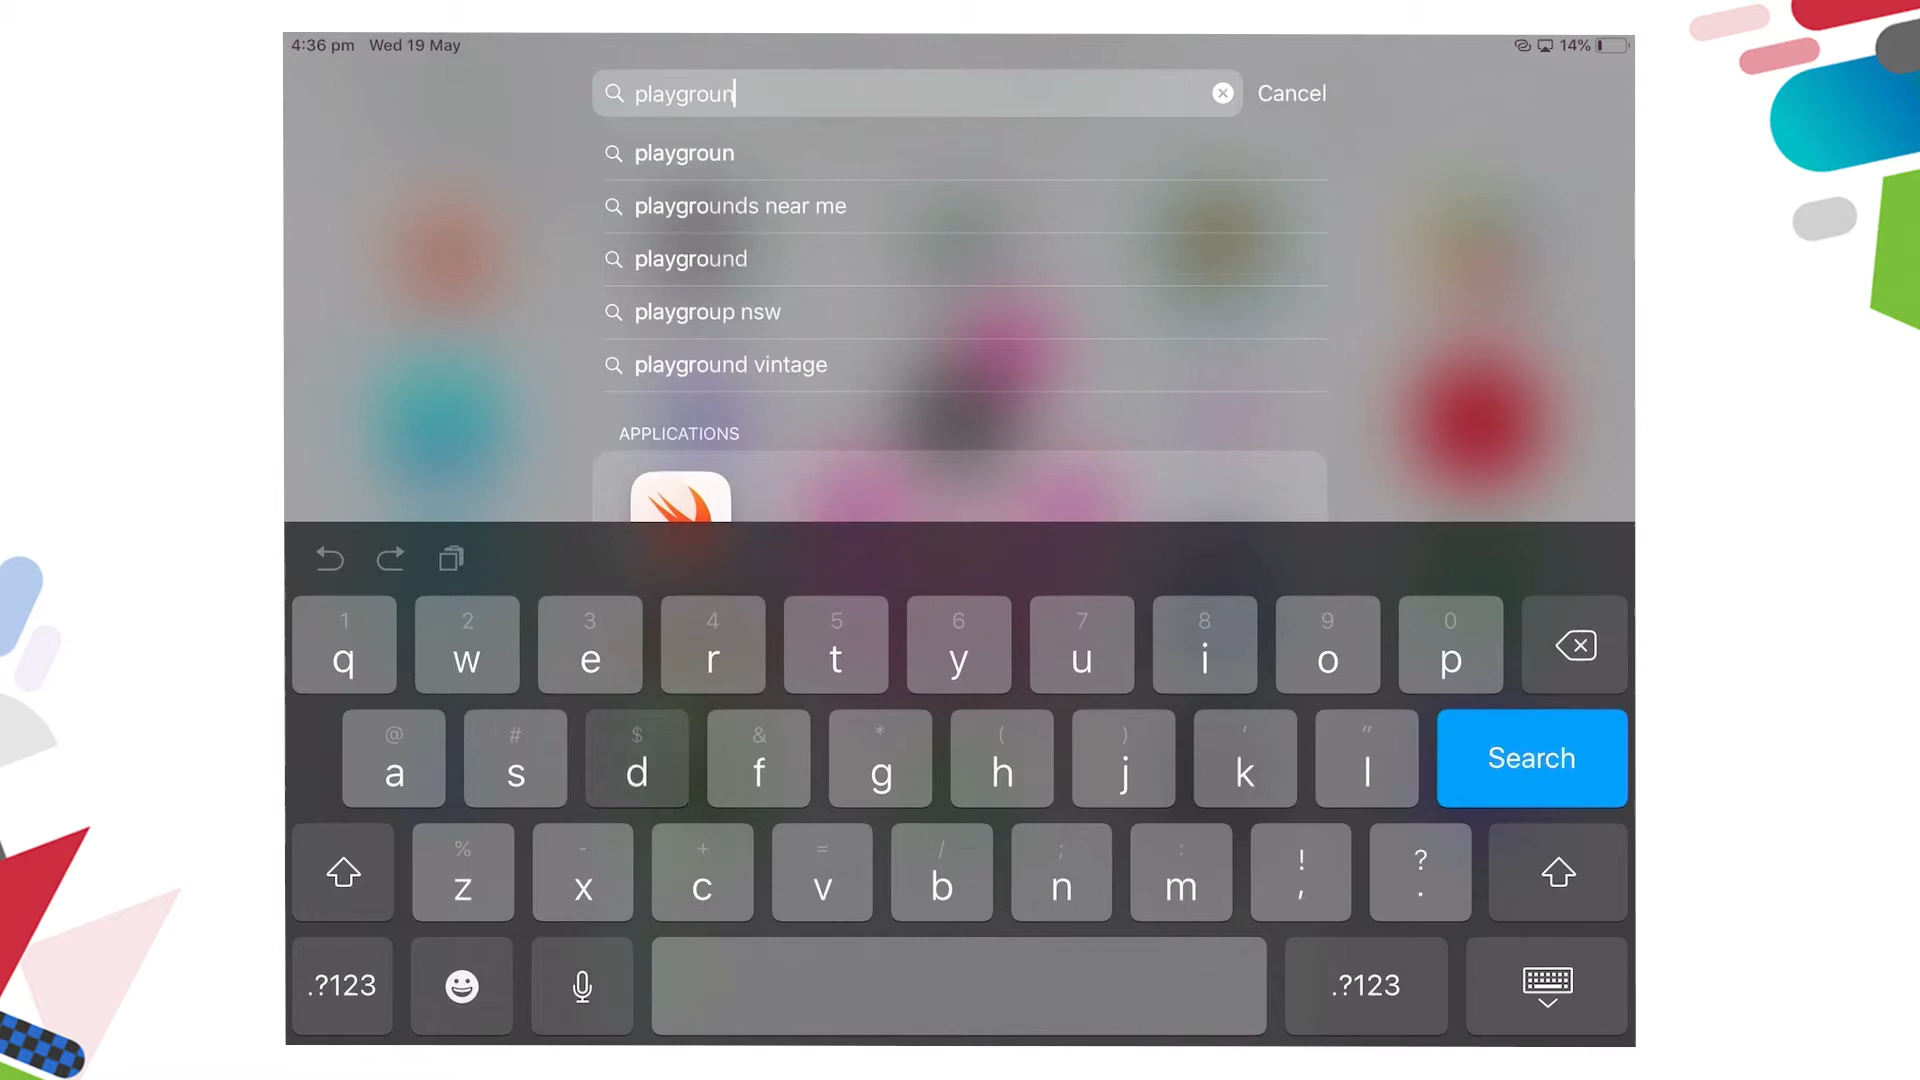 4:36 pm Wed 19 May 14%
playgroun Cancel
playgroun
playgrounds near me
playground
playgroup nsw
playground vintage
APPLICATIONS
1 2 3 4 5 6 7 8 9 0
q w e r t y u i o p
@ # $ & * ( ) ' "
a s d f g h j k l Search
% - + = / ; : ! ?
z x c v b n m , .
.?123 .?123